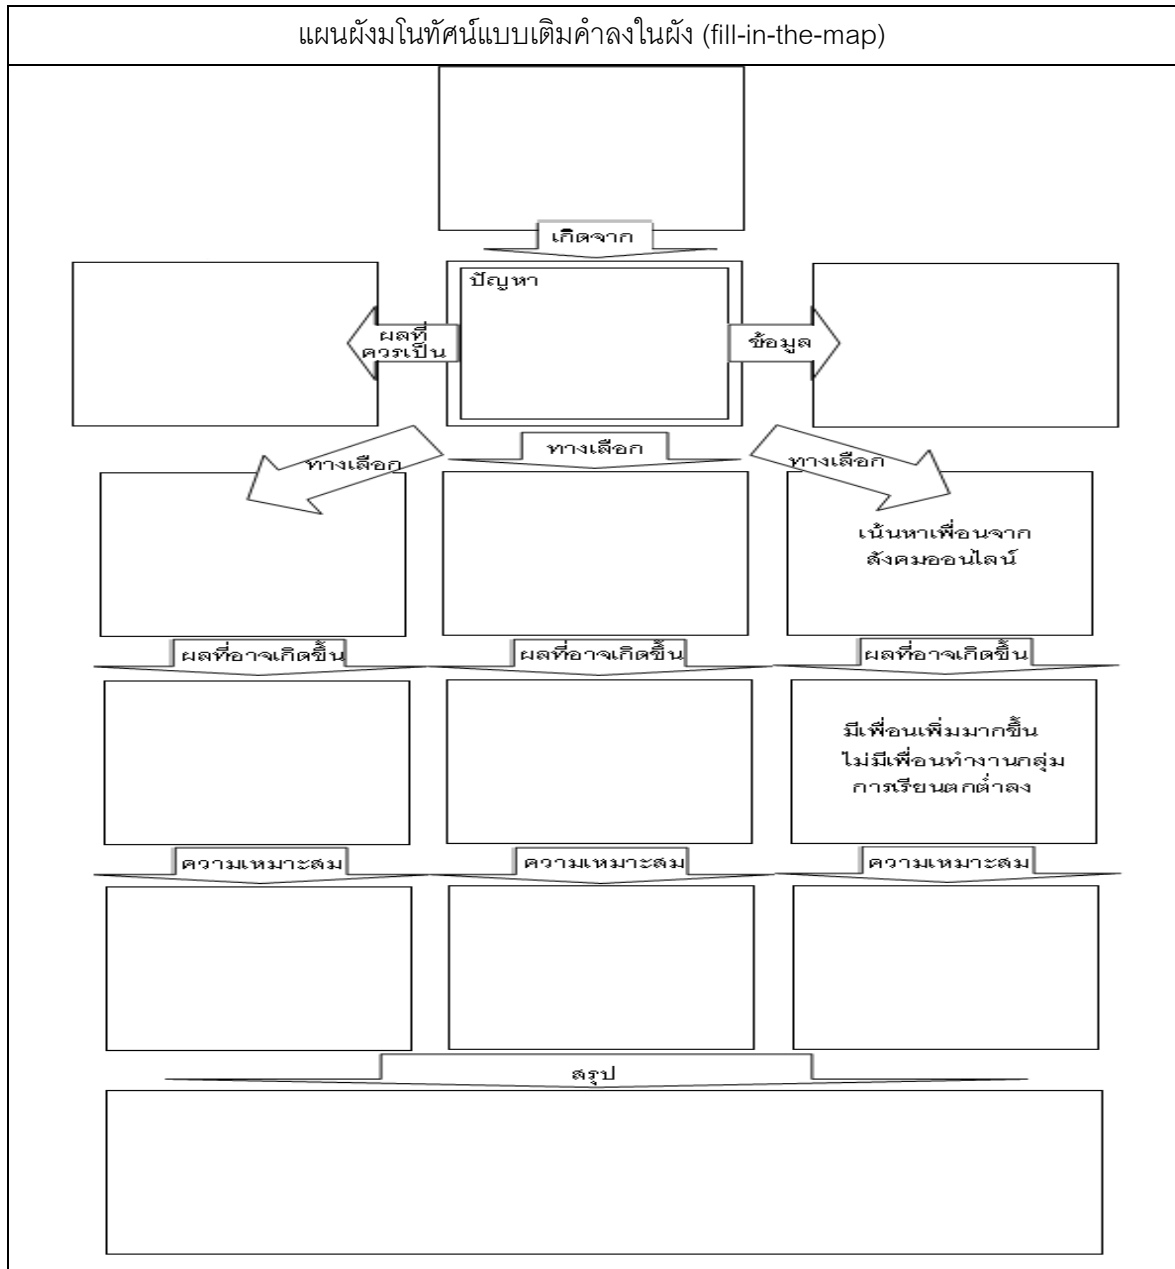 แผนผังมโนทัศน์แบบเติมคำลงในผัง (fill-in-the-map)
เกิดจาก
ปัญหา
ผลที่
ควรเป็น
ข้อมูล
ทางเลือก
ทางเลือก
ทางเลือก
เน้นหาเพื่อนจาก
สังคมออนไลน์
ผลที่อาจเกิดขึ้น
ผลที่อาจเกิดขึ้น
ผลที่อาจเกิดขึ้น
มีเพื่อนเพิ่มมากขึ้น
ไม่มีเพื่อนทำงานกลุ่ม
การเรียนตกต่ำลง
ความเหมาะสม
ความเหมาะสม
ความเหมาะสม
สรุป